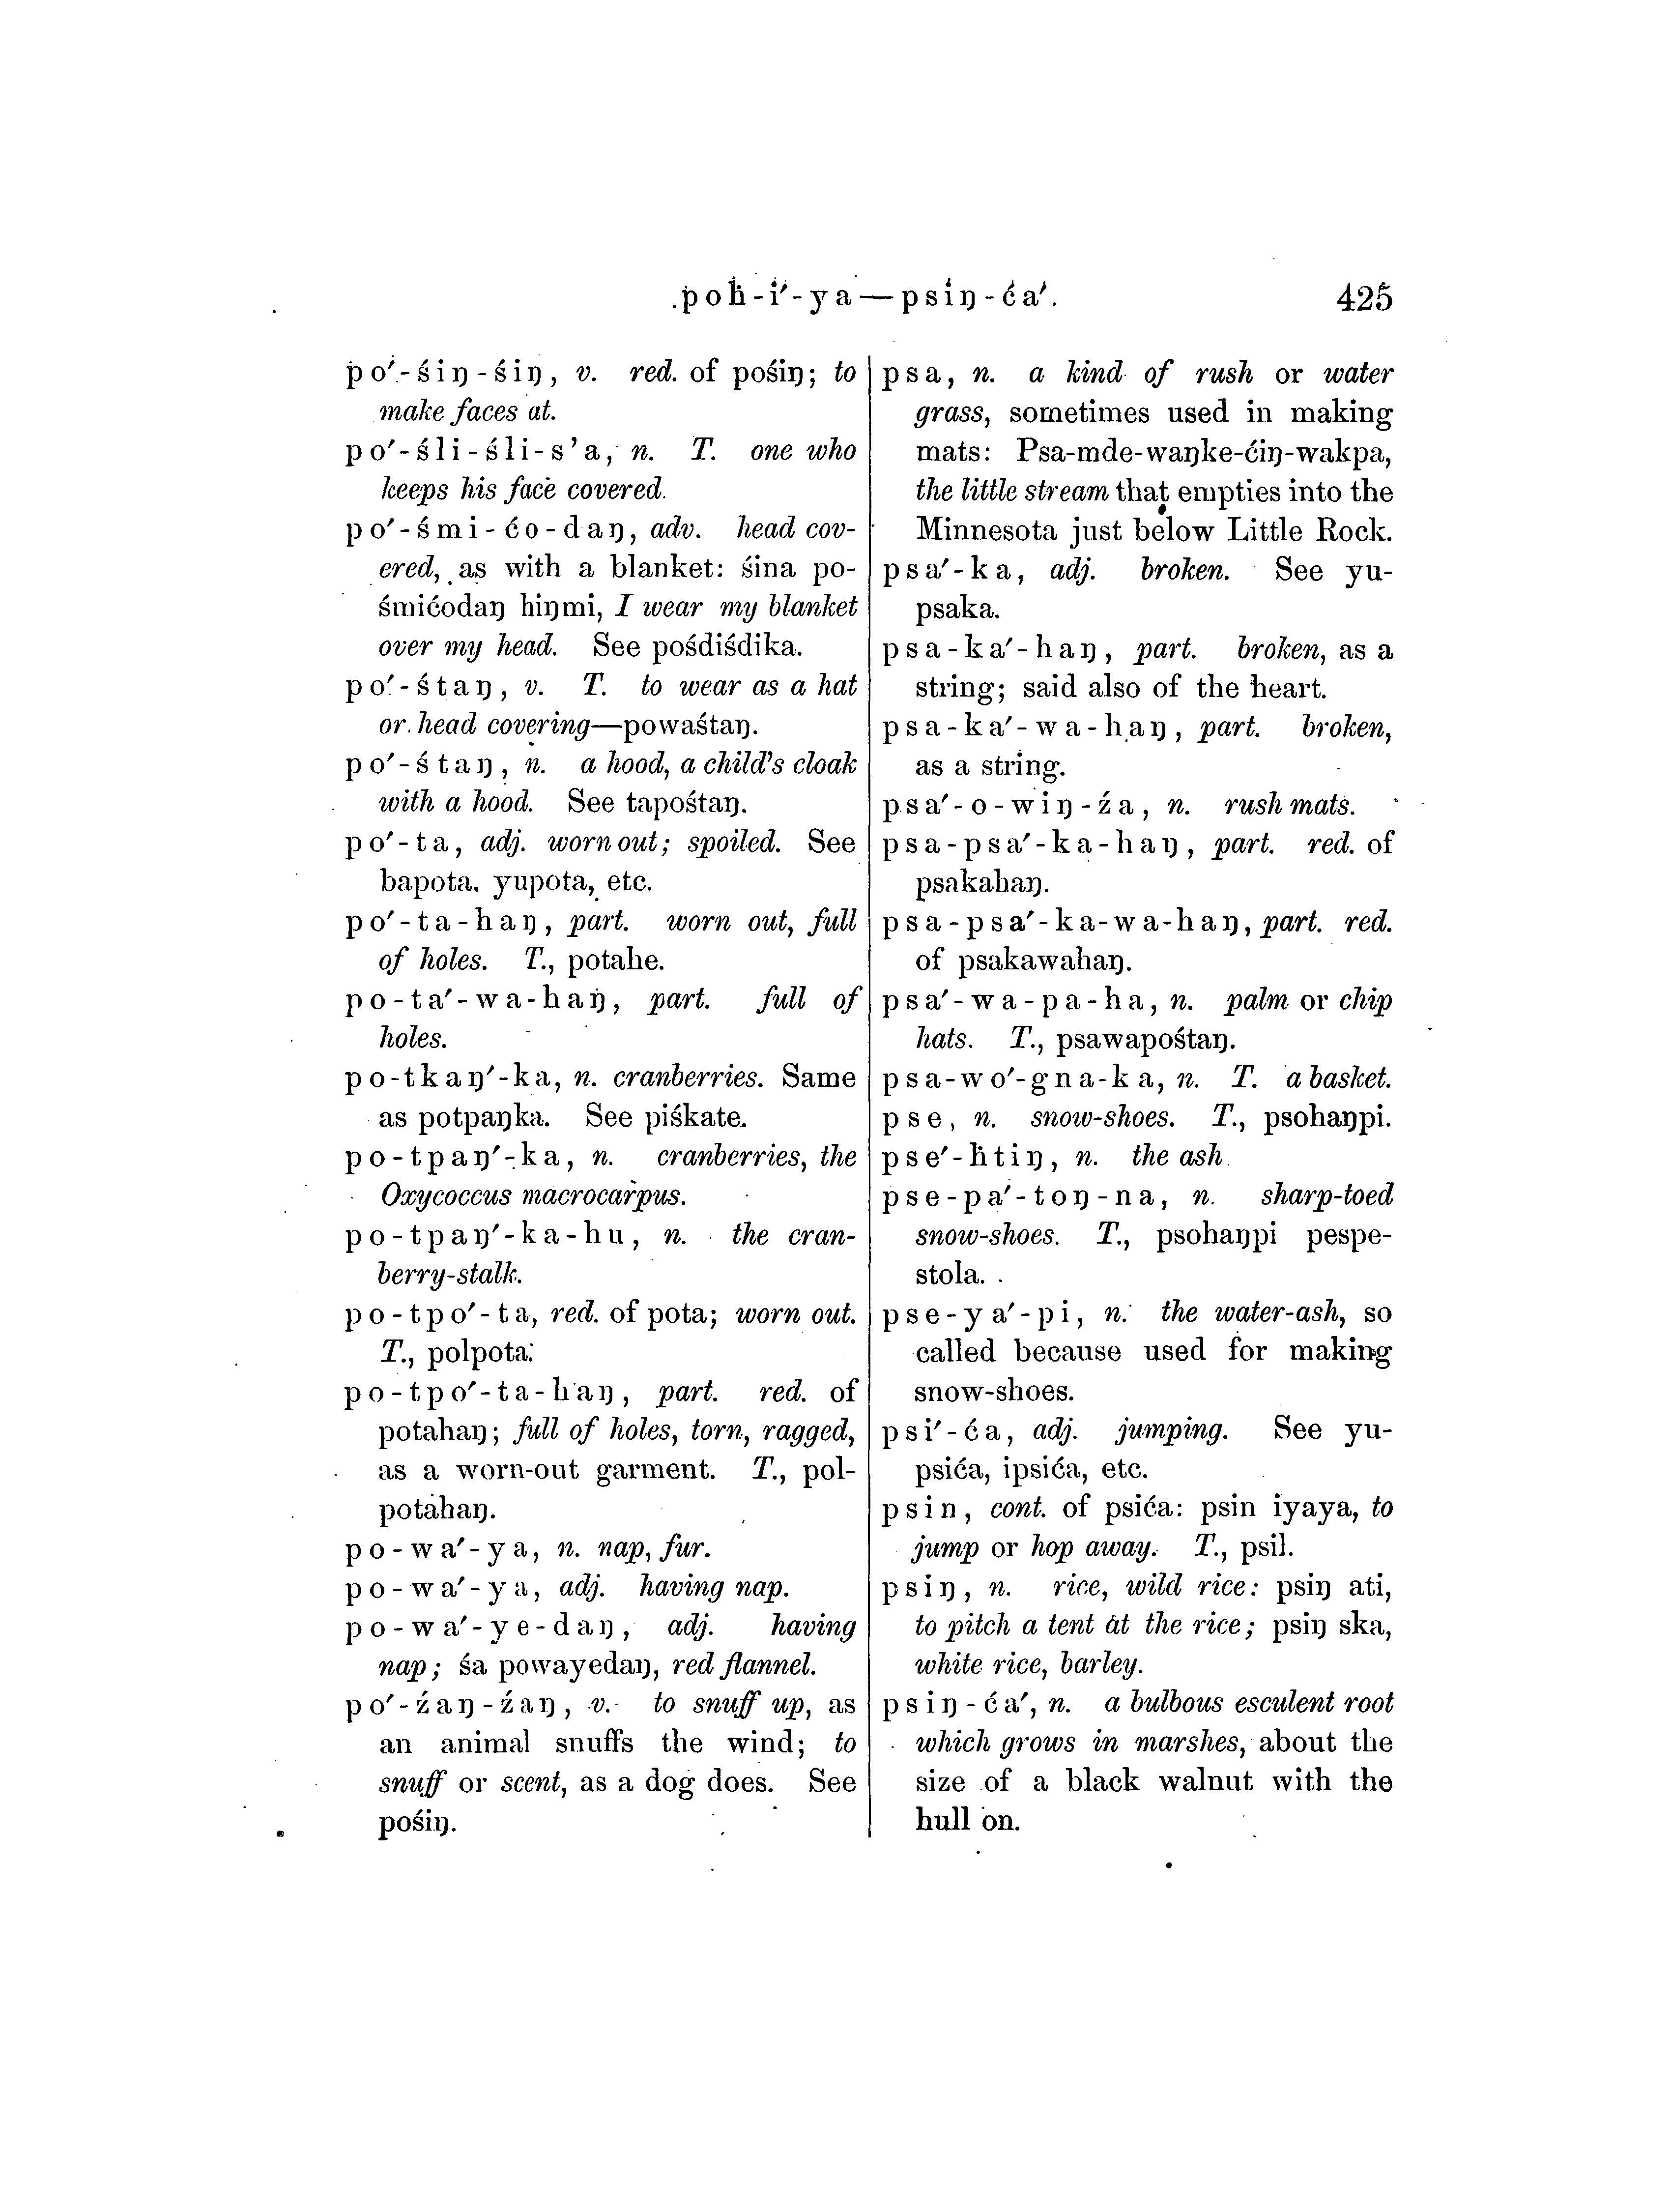 poḣ-i′-ya—psiŋ-ća′. 425
po′-śiŋ-śiŋ, v. red. of pośiŋ; to
make faces at.
po′-śli-śli-s’a, n. T. one who
keeps his face covered.
po′-śmi-ćo-daŋ, adv. head cov-
ered, as with a blanket: śina po-
śmićodaŋ hiŋmi, I wear my blanket
over my head. See pośdiśdika.
po′-śtaŋ, v. T. to wear as a hat
or head covering—powaśtaŋ.
po′-śtaŋ, n. a hood, a child’s cloak
with a hood. See tapośtaŋ.
po′-ta, adj. worn out; spoiled. See
bapota, yupota, etc.
po′-ta-haŋ, part. worn out, full
of holes. T., potahe.
po-ta′-wa-haŋ, part. full of
holes.
po-tkaŋ′-ka, n. cranberries. Same
as potpaŋka. See piśkate.
po-tpaŋ′-ka, n. cranberries, the
Oxycoccus macrocarpus.
po-tpaŋ′-ka-hu, n. the cran-
berry-stalk.
po-tpo′-ta, red. of pota; worn out.
T., polpota.
po-tpo′-ta-haŋ, part. red. of
potahaŋ; full of holes, torn, ragged,
as a worn-out garment. T., pol-
potahaŋ.
po-wa′-ya, n. nap, fur.
po-wa′-ya, adj. having nap.
po-wa′-ye-daŋ, adj. having
nap; śa powayedaŋ, red flannel.
po′-źaŋ-źaŋ, v. to snuff up, as
an animal snuffs the wind; to
snuff or scent, as a dog does. See
pośiŋ.
psa, n. a kind of rush or water
grass, sometimes used in making
mats: Psa-mde-waŋke-ćiŋ-wakpa,
the little stream that empties into the
Minnesota just below Little Rock.
psa′-ka, adj. broken. See yu-
psaka.
psa-ka′-haŋ, part. broken, as a
string; said also of the heart.
psa-ka′-wa-haŋ, part. broken,
as a string.
psa′-o-wiŋ-źa, n. rush mats.
psa-psa′-ka-haŋ, part. red. of
psakahaŋ.
psa-psa′-ka-wa-haŋ, part. red.
of psakawahaŋ.
psa′-wa-pa-ha, n. palm or chip
hats. T., psawapośtaŋ.
psa-wo′-gna-ka, n. T. a basket.
pse, n. snow-shoes. T., psohaŋpi.
pse′-ḣtiŋ, n. the ash.
pse-pa′-toŋ-na, n. sharp-toed
snow-shoes. T., psohaŋpi pespe-
stola.
pse-ya′-pi, n. the water-ash, so
called because used for making
snow-shoes.
psi′-ća, adj. jumping. See yu-
psića, ipsića, etc.
psin, cont. of psića: psin iyaya, to
jump or hop away. T., psil.
psiŋ, n. rice, wild rice: psiŋ ati,
to pitch a tent at the rice; psiŋ ska,
white rice, barley.
psiŋ-ća′, n. a bulbous esculent root
which grows in marshes, about the
size of a black walnut with the
hull on.